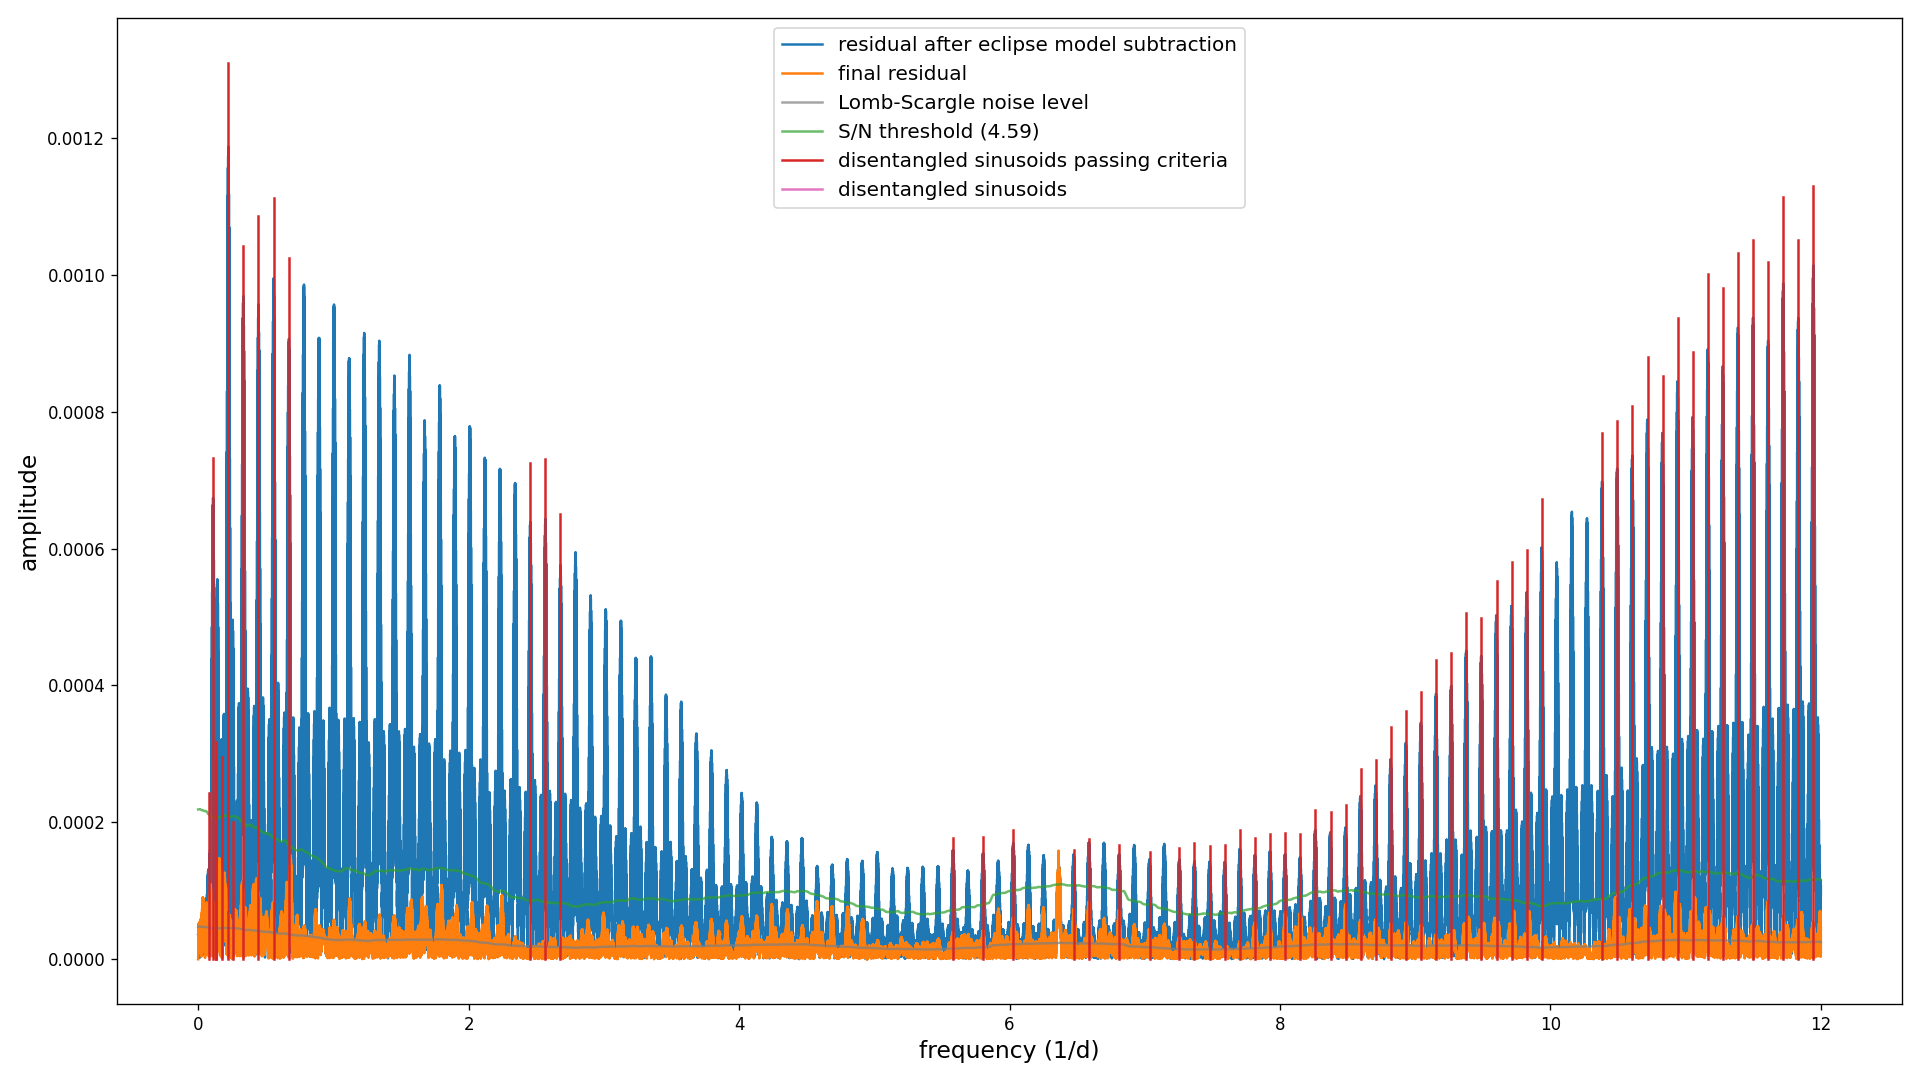 residual after eclipse model subtraction
final residual
Lomb-Scargle noise level
S/N threshold (4.59)
disentangled sinusoids passing criteria
disentangled sinusoids
amplitude
0.0012
0.0010
0.0008
0.0006
0.0004
0.0002
0.0000
0 2 4 6 8 10 12
frequency (1/d)